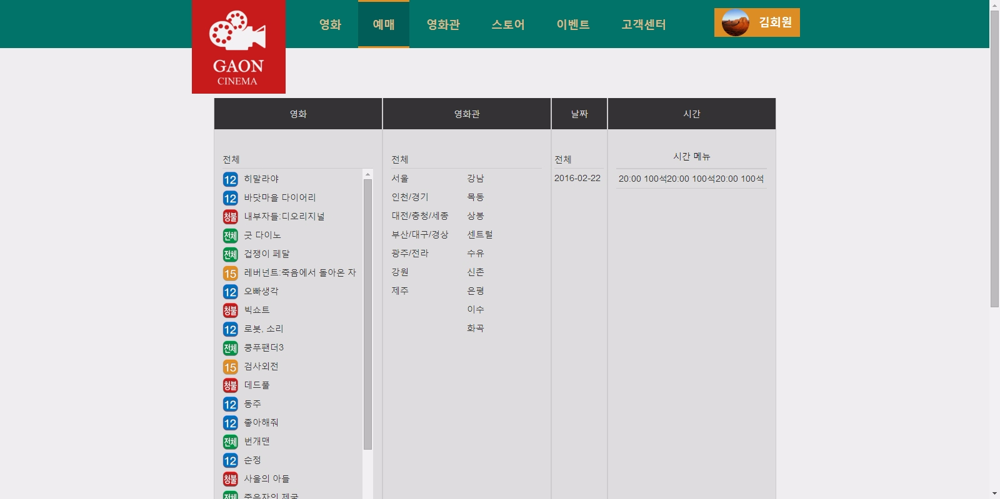 GAON
CINEMA
영화 예매 영화관 스토어 이벤트 고객센터
김회원
영화 영화관 날짜 시간
전체
12 히말라야
12 바닷마을 다이어리
청불 내부자들:디오리지널
전체 굿 다이노
전체 겁쟁이 페달
15 레버넌트:죽음에서 돌아온 자
12 오빠생각
청불 빅쇼트
12 로봇, 소리
전체 쿵푸팬더3
15 검사외전
청불 데드풀
12 동주
12 좋아해줘
전체 번개맨
12 순정
청불 사울의 아들
전체
전체
서울 강남
인천/경기 목동
대전/충청/세종 상봉
부산/대구/경상 센트럴
광주/전라 수유
강원 신촌
제주 은평
이수
화곡
전체
2016-02-22
시간 메뉴
20:00 100석20:00 100석20:00 100석